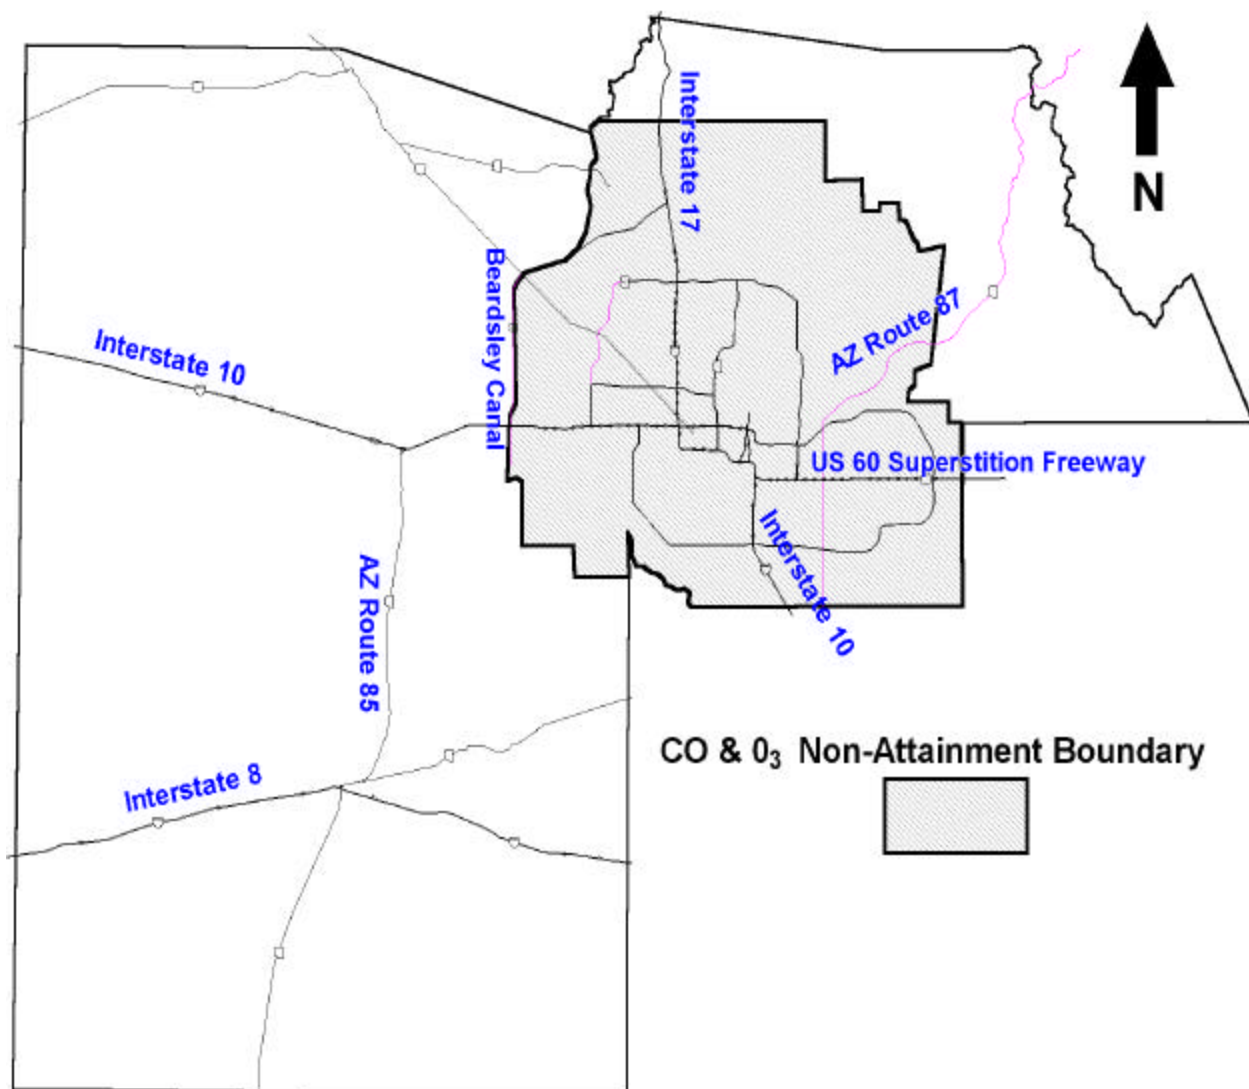 Interstate 17
N
Beardsley Canal
AZ Route 87
Interstate 10
US 60 Superstition Freeway
Interstate 10
AZ Route 85
CO & 0₃ Non-Attainment Boundary
Interstate 8